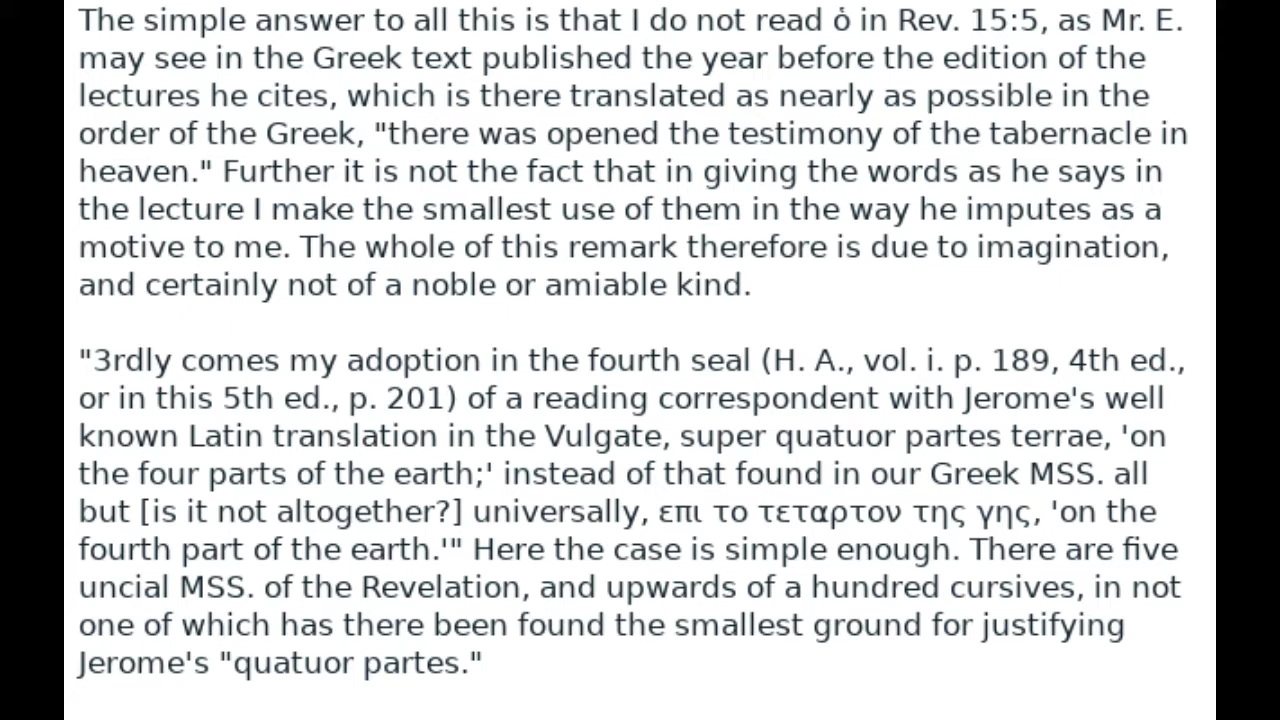 The simple answer to all this is that I do not read ὁ in Rev. 15:5, as Mr. E.
may see in the Greek text published the year before the edition of the
lectures he cites, which is there translated as nearly as possible in the
order of the Greek, "there was opened the testimony of the tabernacle in
heaven." Further it is not the fact that in giving the words as he says in
the lecture I make the smallest use of them in the way he imputes as a
motive to me. The whole of this remark therefore is due to imagination,
and certainly not of a noble or amiable kind.
"3rdly comes my adoption in the fourth seal (H. A., vol. i. p. 189, 4th ed.,
or in this 5th ed., p. 201) of a reading correspondent with Jerome's well
known Latin translation in the Vulgate, super quatuor partes terrae, 'on
the four parts of the earth;' instead of that found in our Greek MSS. all
but [is it not altogether?] universally, επι το τεταρτον της γης, 'on the
fourth part of the earth.'" Here the case is simple enough. There are five
uncial MSS. of the Revelation, and upwards of a hundred cursives, in not
one of which has there been found the smallest ground for justifying
Jerome's "quatuor partes."